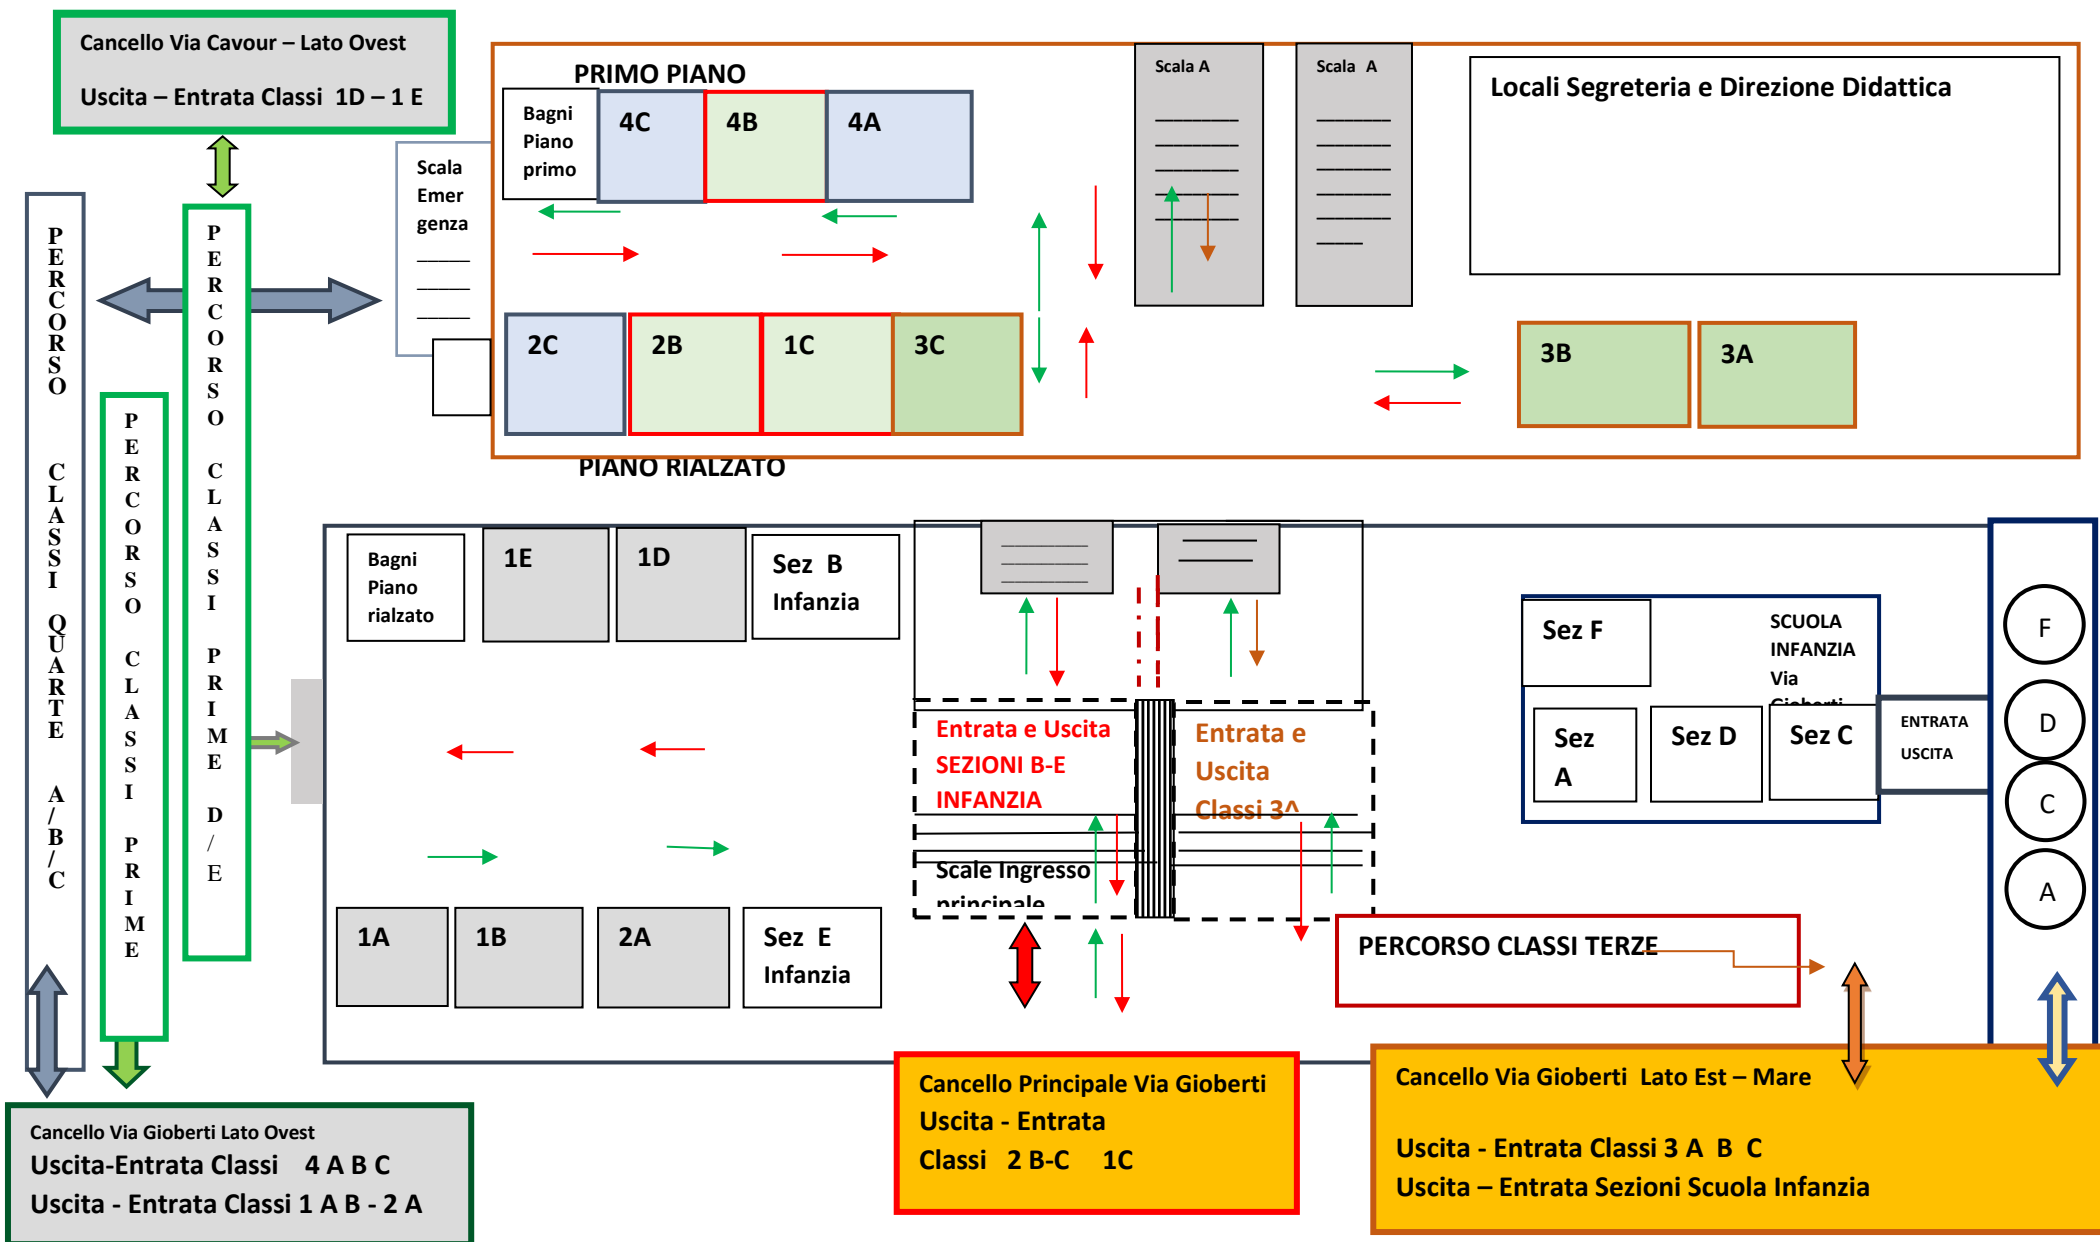 Cancello Via Cavour – Lato Ovest
Uscita – Entrata Classi 1D – 1 E
PRIMO PIANO
Bagni
Piano
primo
4C
4B
4A
Scala A
Scala A
Locali Segreteria e Direzione Didattica
Scala
Emer
genza
2C
2B
1C
3C
3B
3A
PERCORSO CLASSI QUARTE A/B/C
PERCORSO CLASSI PRIME
PERCORSO CLASSI PRIME D/E
PIANO RIALZATO
Bagni
Piano
rialzato
1E
1D
Sez B
Infanzia
Entrata e Uscita
SEZIONI B-E
INFANZIA
Scale Ingresso
principale
Entrata e
Uscita
Classi 3^
1A
1B
2A
Sez E
Infanzia
Sez F
SCUOLA
INFANZIA
Via
Gioberti
Sez
A
Sez D
Sez C
ENTRATA
USCITA
F
D
C
A
PERCORSO CLASSI TERZE
Cancello Via Gioberti Lato Ovest
Uscita-Entrata Classi 4 A B C
Uscita - Entrata Classi 1 A B - 2 A
Cancello Principale Via Gioberti
Uscita - Entrata
Classi 2 B-C 1C
Cancello Via Gioberti Lato Est – Mare
Uscita - Entrata Classi 3 A B C
Uscita – Entrata Sezioni Scuola Infanzia